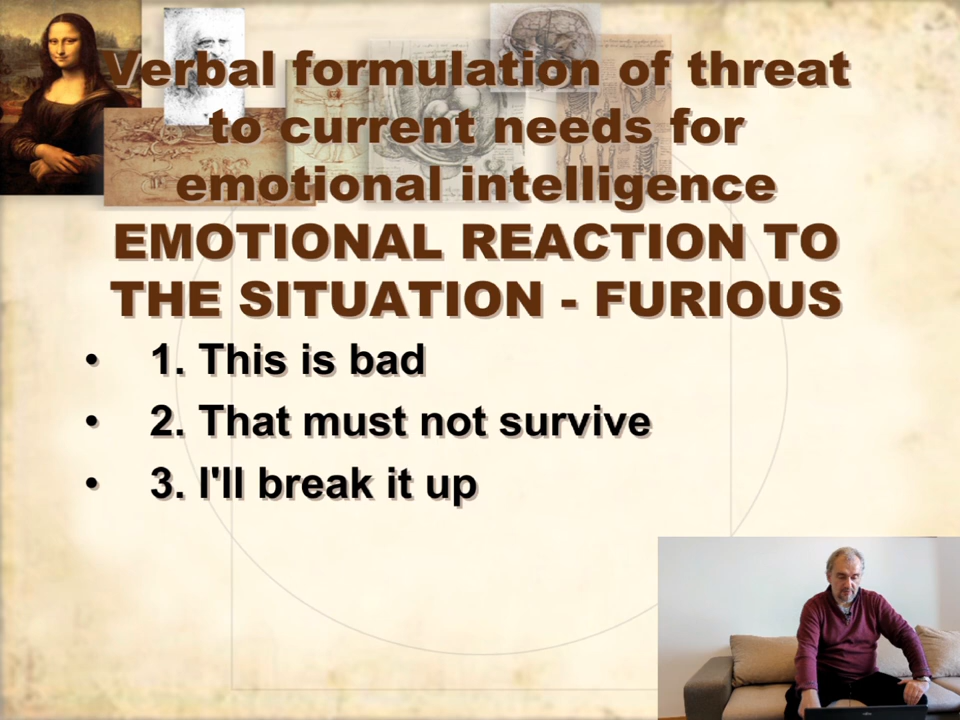 Verbal formulation of threat
to current needs for
emotional intelligence
EMOTIONAL REACTION TO
THE SITUATION - FURIOUS
• 1. This is bad
• 2. That must not survive
• 3. I'll break it up